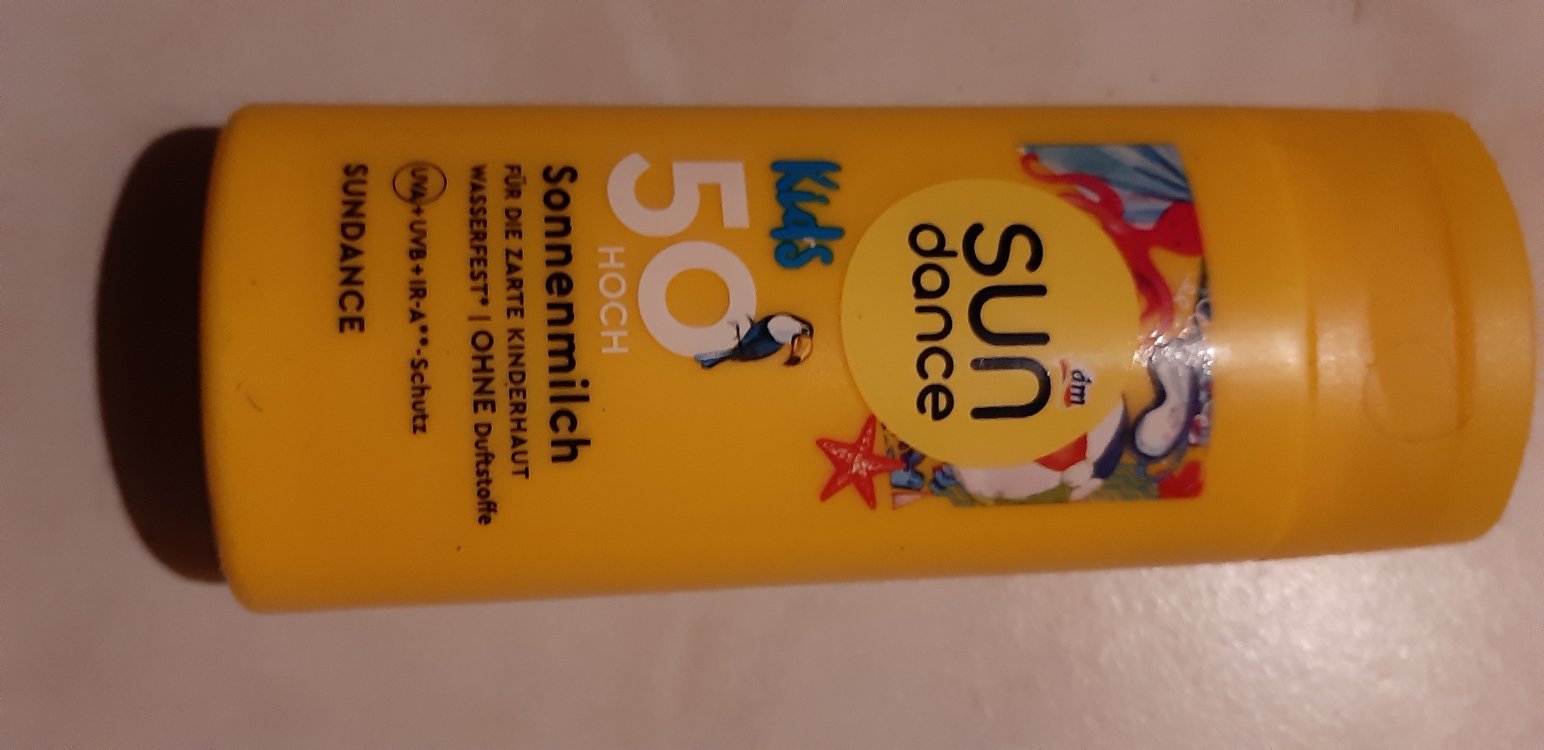 dm
sun
dance
Kids
50
HOCH
Sonnenmilch
FÜR DIE ZARTE KINDERHAUT
WASSERFEST* | OHNE Duftstoffe
UVA+UVB+IR-A**-Schutz
SUNDANCE